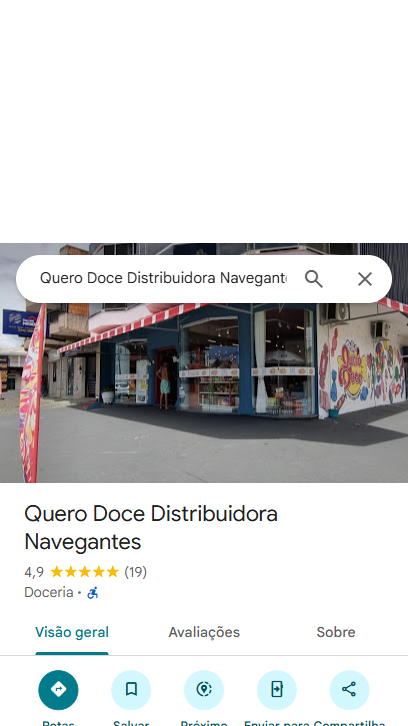 Quero Doce Distribuidora Navegant
Quero Doce Distribuidora
Navegantes
4,9 ★★★★★ (19)
Doceria ·
Visão geral
Avaliações
Sobre
Rotas
Salvar
Próximo
Enviar para
Compartilha